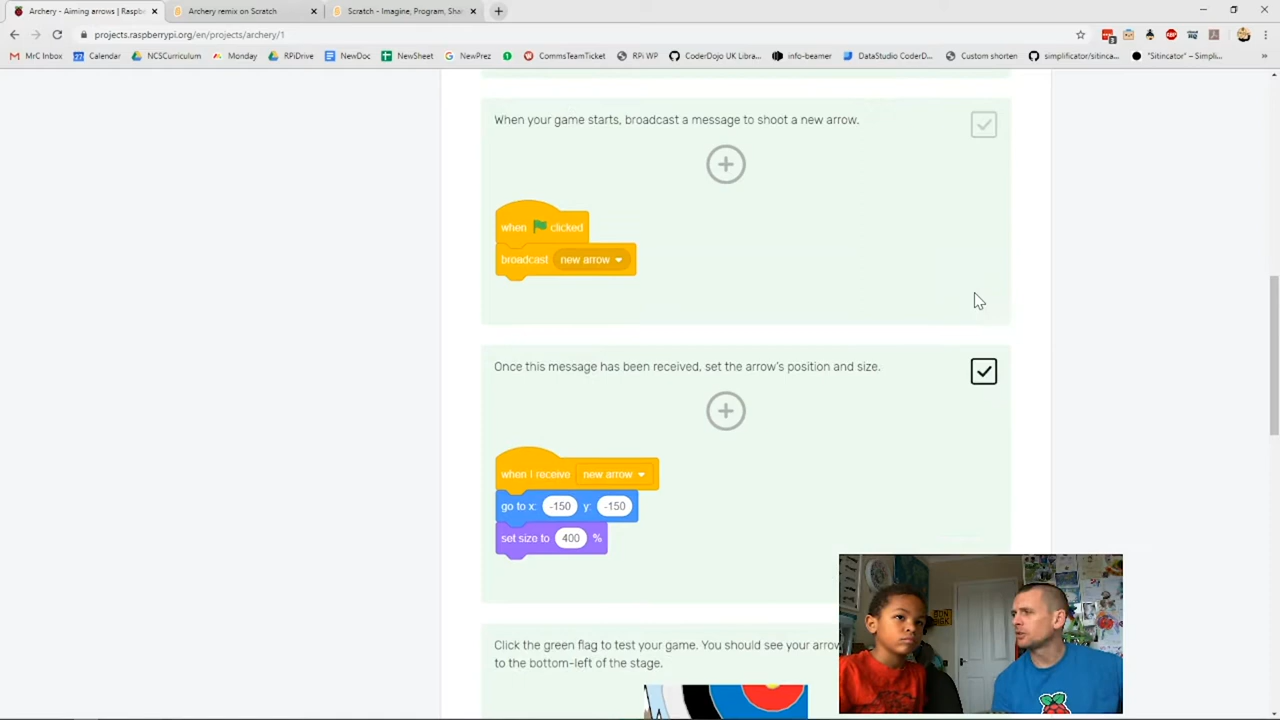 Archery - Aiming arrows | Raspb
Archery remix on Scratch
Scratch - Imagine, Program, Sha
projects.raspberrypi.org/en/projects/archery/1
MrC Inbox
Calendar
NCSCurriculum
Monday
RPiDrive
NewDoc
NewSheet
NewPrez
CommsTeamTicket
RPi WP
CoderDojo UK Libra...
info-beamer
DataStudio CoderD...
Custom shorten
simplificator/sitinca...
"Sitincator" – Simpli...
When your game starts, broadcast a message to shoot a new arrow.
when clicked
broadcast new arrow
Once this message has been received, set the arrow's position and size.
when I receive new arrow
go to x: -150 y: -150
set size to 400 %
Click the green flag to test your game. You should see your arrow
to the bottom-left of the stage.